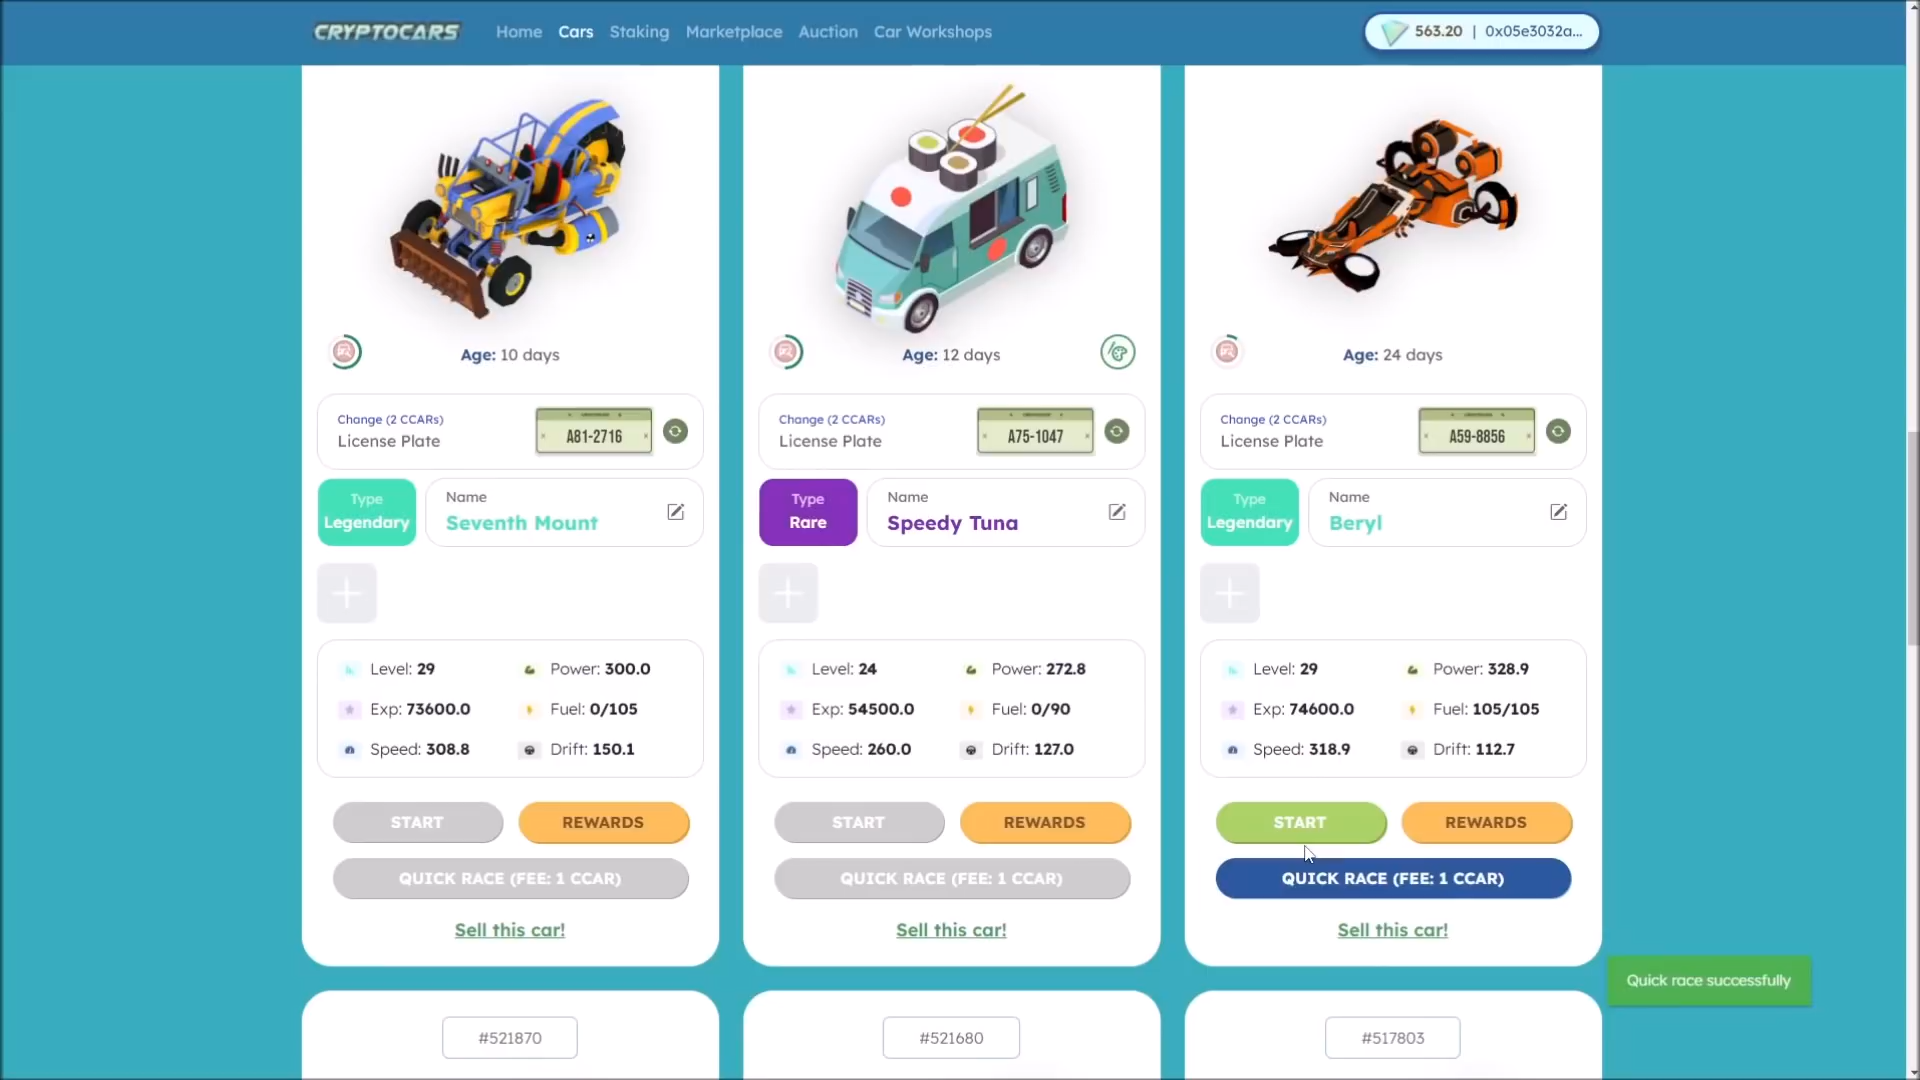 CRYPTOCARS Home Cars Staking Marketplace Auction Car Workshops 563.20 | 0x05e3032a...
Age: 10 days
Change (2 CCARs)
License Plate
A81-2716
Type
Legendary
Name
Seventh Mount
Level: 29
Power: 300.0
Exp: 73600.0
Fuel: 0/105
Speed: 308.8
Drift: 150.1
START
REWARDS
QUICK RACE (FEE: 1 CCAR)
Sell this car!
Age: 12 days
Change (2 CCARs)
License Plate
A75-1047
Type
Rare
Name
Speedy Tuna
Level: 24
Power: 272.8
Exp: 54500.0
Fuel: 0/90
Speed: 260.0
Drift: 127.0
START
REWARDS
QUICK RACE (FEE: 1 CCAR)
Sell this car!
Age: 24 days
Change (2 CCARs)
License Plate
A59-8856
Type
Legendary
Name
Beryl
Level: 29
Power: 328.9
Exp: 74600.0
Fuel: 105/105
Speed: 318.9
Drift: 112.7
START
REWARDS
QUICK RACE (FEE: 1 CCAR)
Sell this car!
Quick race successfully
#521870
#521680
#517803